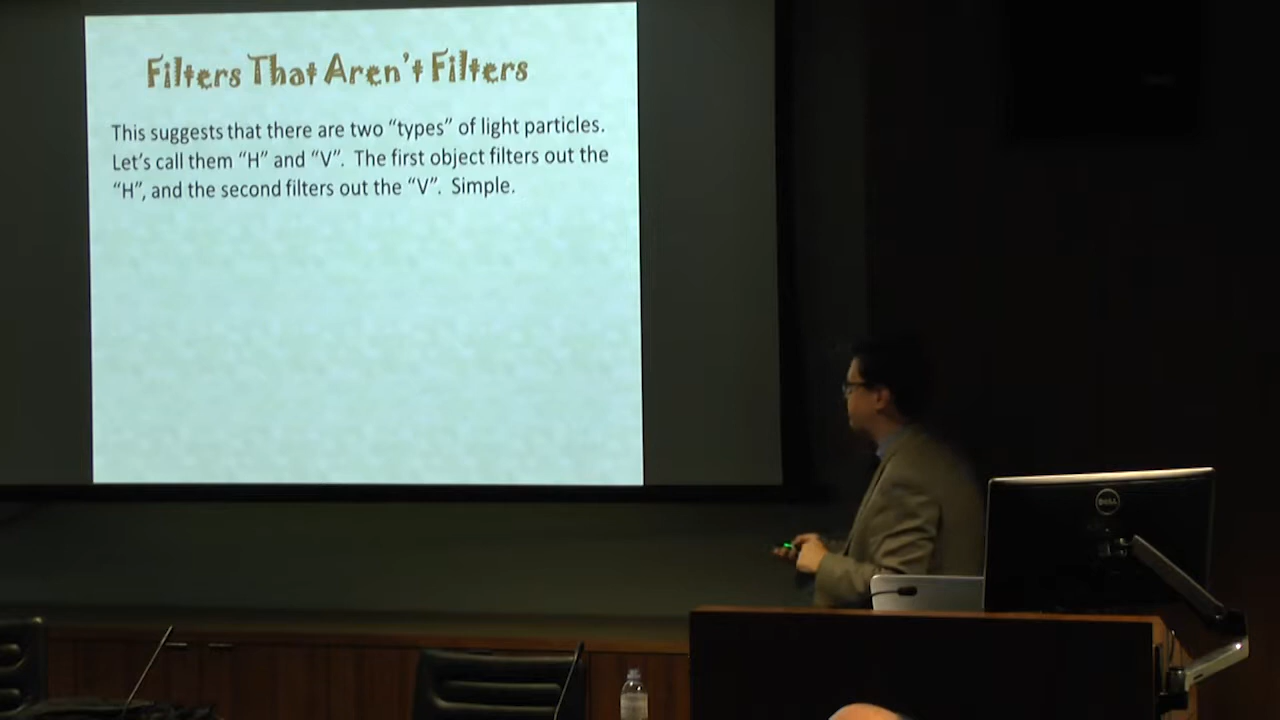 Filters That Aren't Filters
This suggests that there are two “types” of light particles.
Let's call them “H” and “V”.  The first object filters out the
“H”, and the second filters out the “V”.  Simple.
DELL